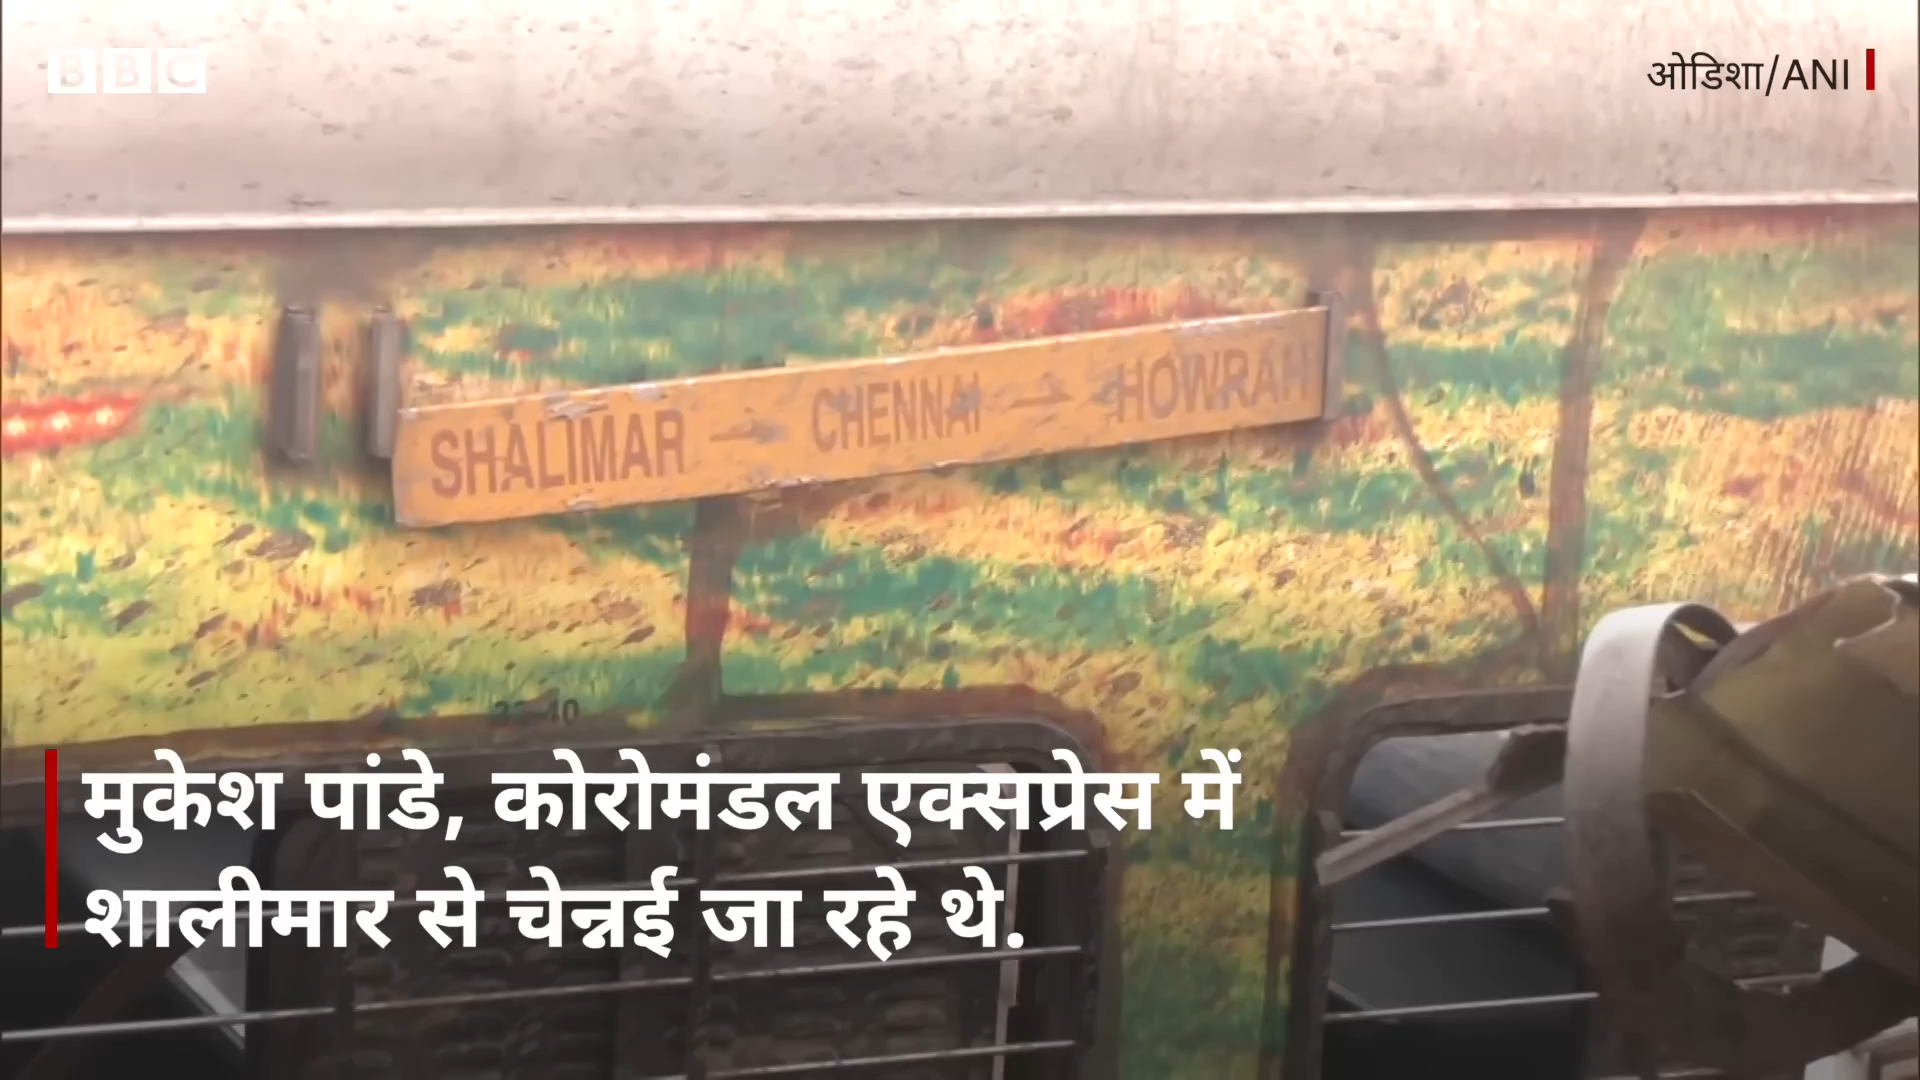 BBC
ओडिशा/ANI
SHALIMAR → CHENNAI → HOWRAH
मुकेश पांडे, कोरोमंडल एक्सप्रेस में
शालीमार से चेन्नई जा रहे थे.